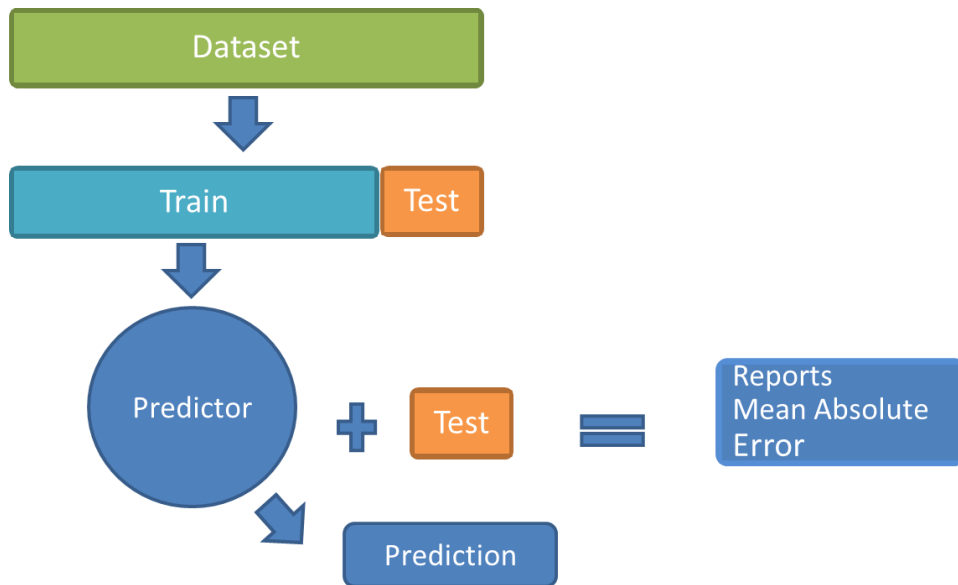 Dataset
Train
Test
Predictor
Test
Reports
Mean Absolute
Error
Prediction